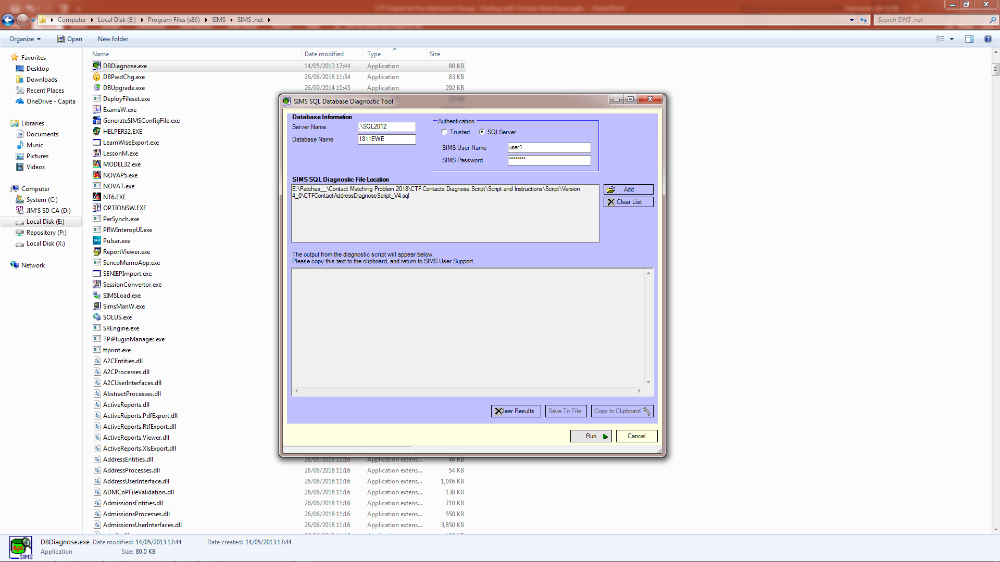 Computer ▸ Local Disk (E:) ▸ Program Files (x86) ▸ SIMS ▸ SIMS .net ▸
Search SIMS .net
Organize Open New folder
Name Date modified Type Size
Favorites
Desktop
Downloads
Recent Places
OneDrive - Capita
Libraries
Documents
Music
Pictures
Videos
Computer
System (C:)
JIM'S SD CA (D:)
Local Disk (E:)
Repository (P:)
Local Disk (X:)
Network
DBDiagnose.exe 14/05/2013 17:44 Application 80 KB
DBPwdChg.exe 26/06/2018 11:54 Application 83 KB
DBUpgrade.exe 26/09/2014 10:45 Application 292 KB
DeployFileset.exe
ExamsW.exe
GenerateSIMSConfigFile.exe
HELPER32.EXE
LearnWiseExport.exe
LessonM.exe
MODEL32.exe
NOVAP5.exe
NOVAT.exe
NT6.EXE
OPTIONSW.EXE
PerSynch.exe
PRWInteropUI.exe
Pulsar.exe
ReportViewer.exe
SencoMemoApp.exe
SENIEPImport.exe
SessionConvertor.exe
SIMSLoad.exe
SimsManW.exe
SOLUS.exe
SREngine.exe
TPiPluginManager.exe
ttprint.exe
A2CEntities.dll
A2CProcesses.dll
A2CUserInterfaces.dll
AbstractProcesses.dll
ActiveReports.dll
ActiveReports.PdfExport.dll
ActiveReports.RtfExport.dll
ActiveReports.Viewer.dll
ActiveReports.XlsExport.dll
AddressEntities.dll 26/06/2018 11:16 Application extens... 46 KB
AddressProcesses.dll 26/06/2018 11:16 Application extens... 54 KB
AddressUserInterface.dll 26/06/2018 11:16 Application extens... 1,046 KB
ADMCoPFileValidation.dll 26/06/2018 11:16 Application extens... 138 KB
AdmissionsEntities.dll 26/06/2018 11:16 Application extens... 710 KB
AdmissionsProcesses.dll 26/06/2018 11:16 Application extens... 558 KB
AdmissionsUserInterfaces.dll 26/06/2018 11:16 Application extens... 3,850 KB
SIMS SQL Database Diagnostic Tool
Database Information
Server Name .\SQL2012
Database Name 1811EWE
Authentication
Trusted SQLServer
SIMS User Name user1
SIMS Password ********
SIMS SQL Diagnostic File Location
E:\Patches__\Contact Matching Problem 2018\CTF Contacts Diagnose Script\Script and Instructions\Script\Version
4_0\CTFContactAddressDiagnoseScript_V4.sql
Add
Clear List
The output from the diagnostic script will appear below.
Please copy this text to the clipboard, and return to SIMS User Support.
Clear Results Save To File Copy to Clipboard
Run Cancel
DBDiagnose.exe Date modified: 14/05/2013 17:44 Date created: 14/05/2013 17:44
Application Size: 80.0 KB